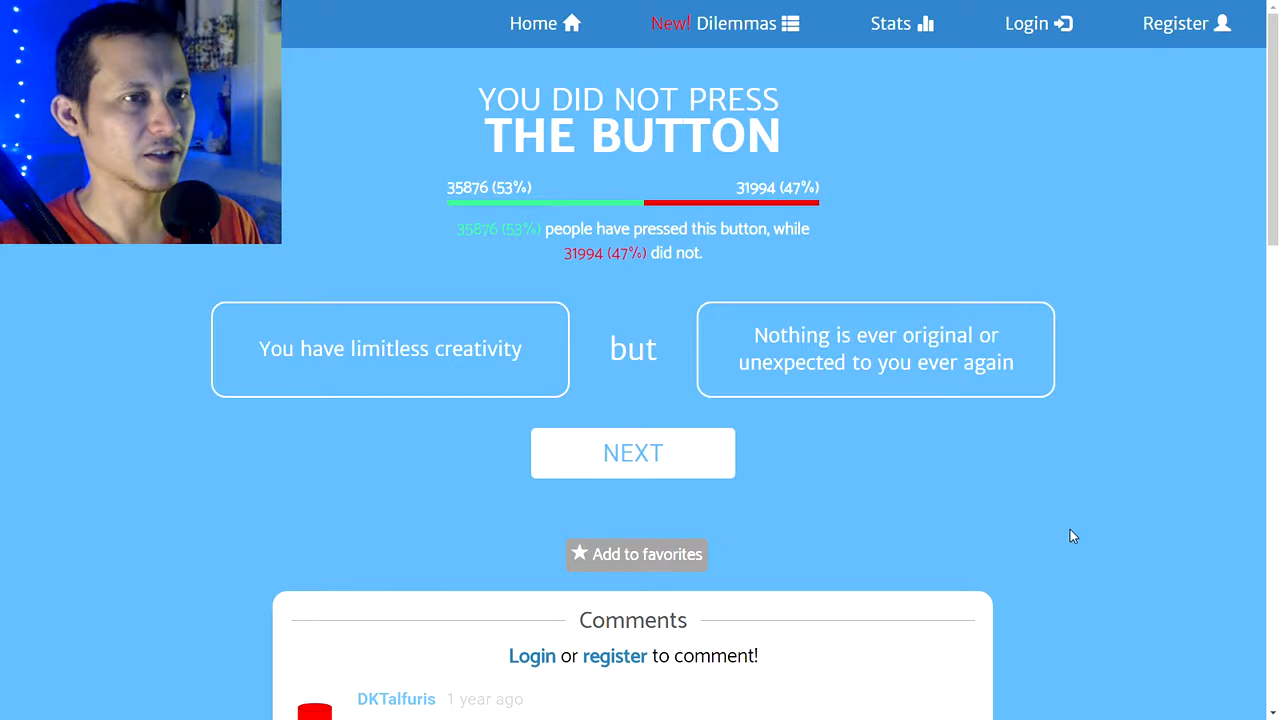 Home
New! Dilemmas
Stats
Login
Register
YOU DID NOT PRESS
THE BUTTON
35876 (53%)
31994 (47%)
35876 (53%) people have pressed this button, while
31994 (47%) did not.
You have limitless creativity
but
Nothing is ever original or
unexpected to you ever again
NEXT
Add to favorites
Comments
Login or register to comment!
DKTalfuris 1 year ago